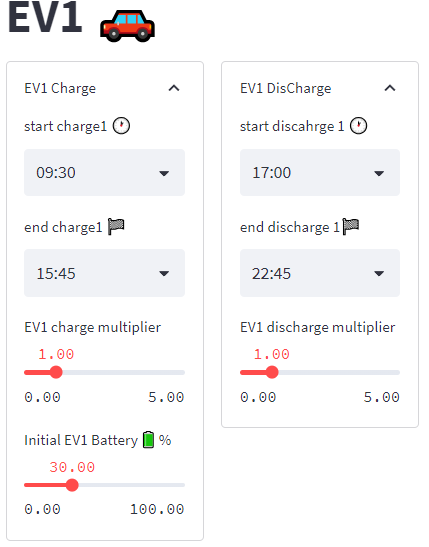 EV1 🚗
EV1 Charge
start charge1 🕐
09:30
end charge1 🏁
15:45
EV1 charge multiplier
1.00
0.00 5.00
Initial EV1 Battery 🔋 %
30.00
0.00 100.00
EV1 DisCharge
start discahrge 1 🕐
17:00
end discharge 1🏁
22:45
EV1 discharge multiplier
1.00
0.00 5.00